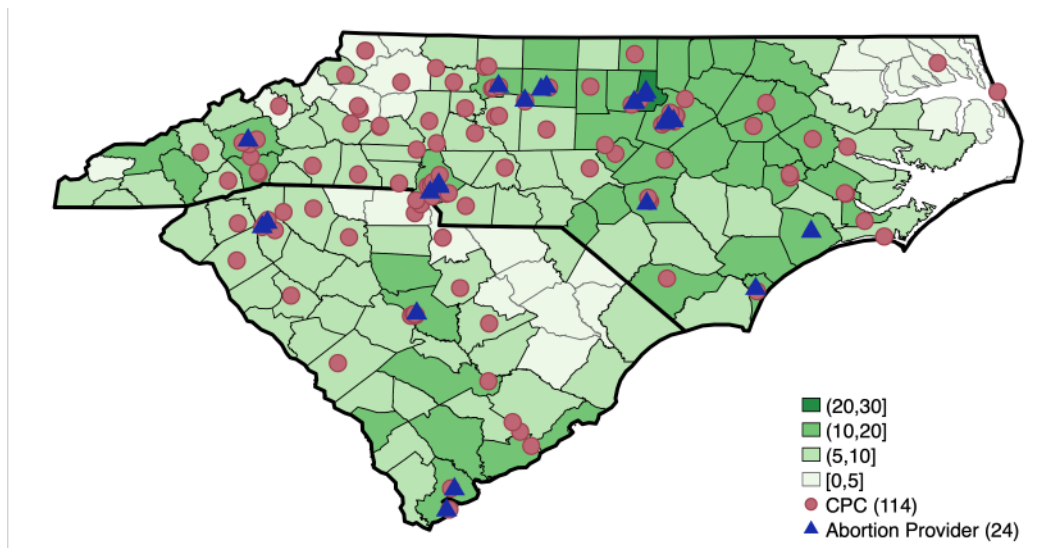 (20,30]
(10,20]
(5,10]
[0,5]
CPC (114)
Abortion Provider (24)